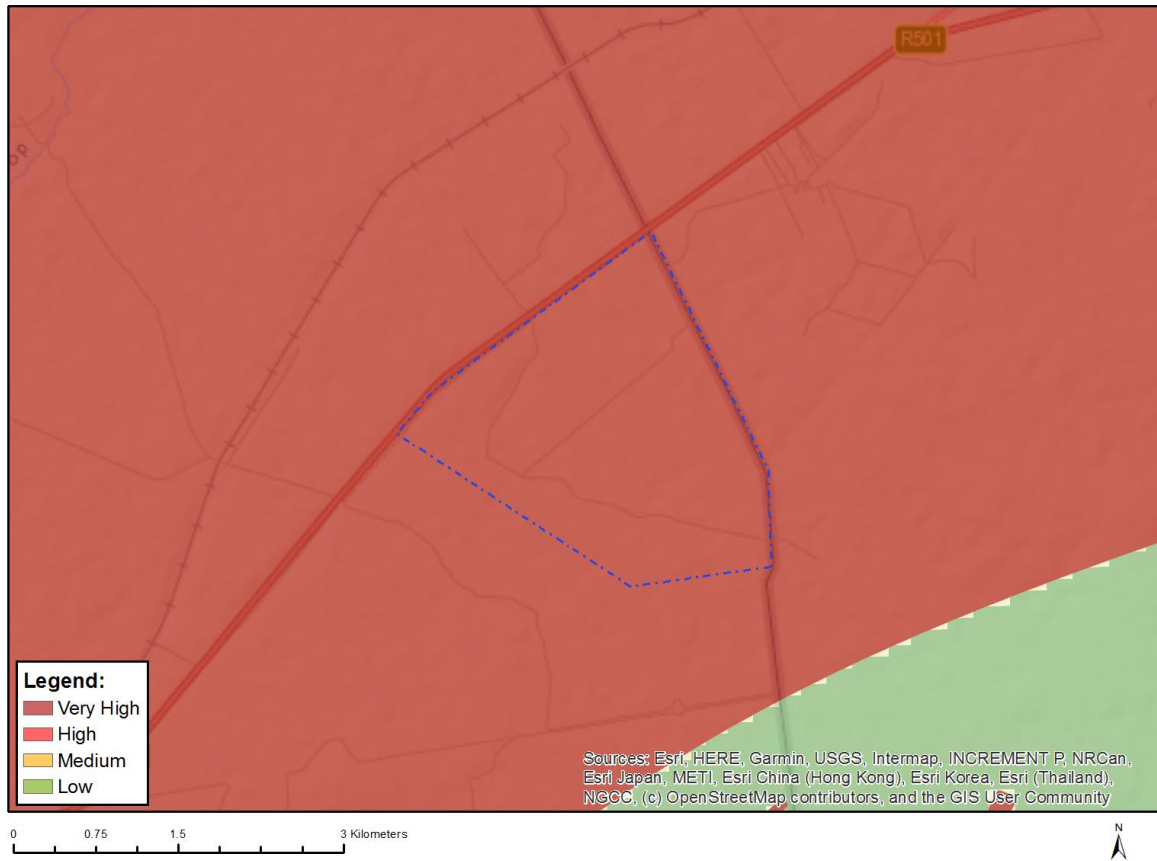 R501
op
Legend:
Very High
High
Medium
Low
Sources: Esri, HERE, Garmin, USGS, Intermap, INCREMENT P, NRCan,
Esri Japan, METI, Esri China (Hong Kong), Esri Korea, Esri (Thailand),
NGCC, (c) OpenStreetMap contributors, and the GIS User Community
0 0.75 1.5 3 Kilometers
N